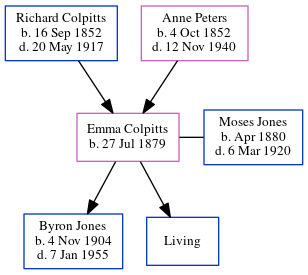 Richard Colpitts
b. 16 Sep 1852
d. 20 May 1917
Anne Peters
b. 4 Oct 1852
d. 12 Nov 1940
Emma Colpitts
b. 27 Jul 1879
Moses Jones
b. Apr 1880
d. 6 Mar 1920
Byron Jones
b. 4 Nov 1904
d. 7 Jan 1955
Living